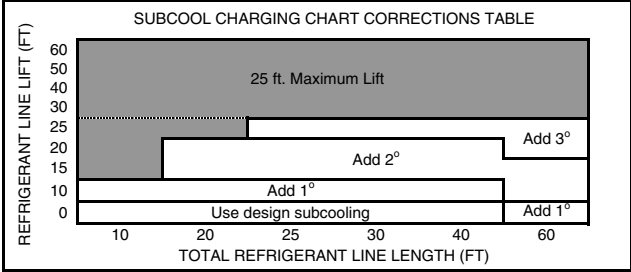 SUBCOOL CHARGING CHART CORRECTIONS TABLE
REFRIGERANT LINE LIFT (FT)
60
50
40
30
25
20
15
10
0
25 ft. Maximum Lift
Add 3°
Add 2°
Add 1°
Use design subcooling
Add 1°
10 20 25 30 40 60
TOTAL REFRIGERANT LINE LENGTH (FT)